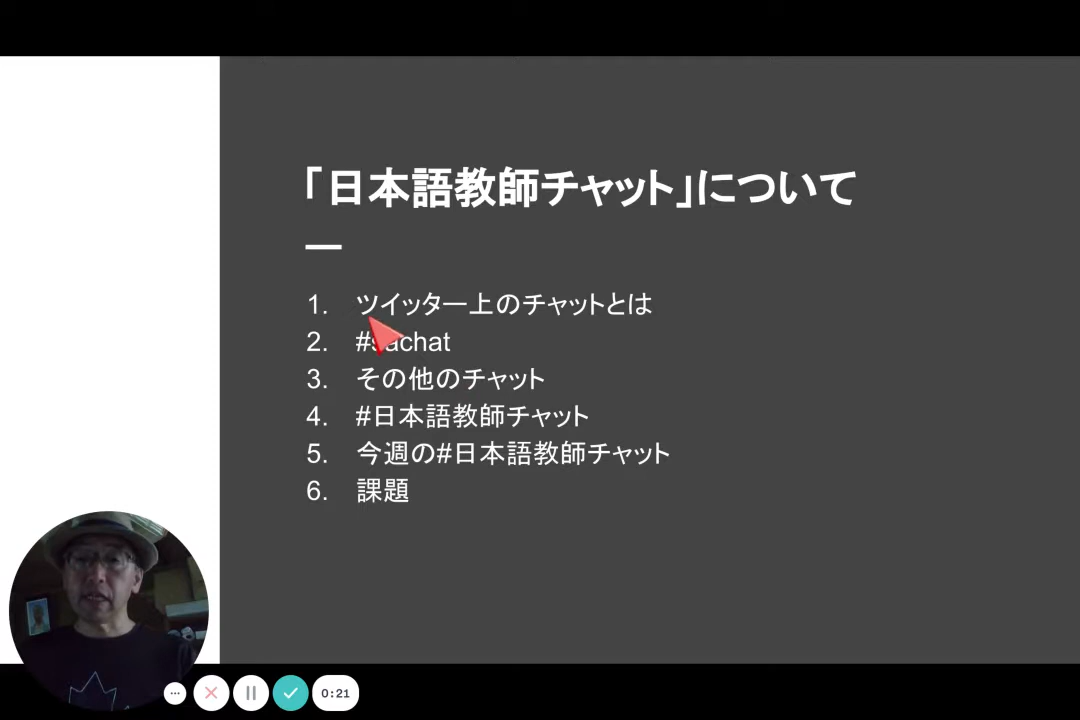 「日本語教師チャット」について
1. ツイッター上のチャットとは
2. #sachat
3. その他のチャット
4. #日本語教師チャット
5. 今週の#日本語教師チャット
6. 課題
0:21